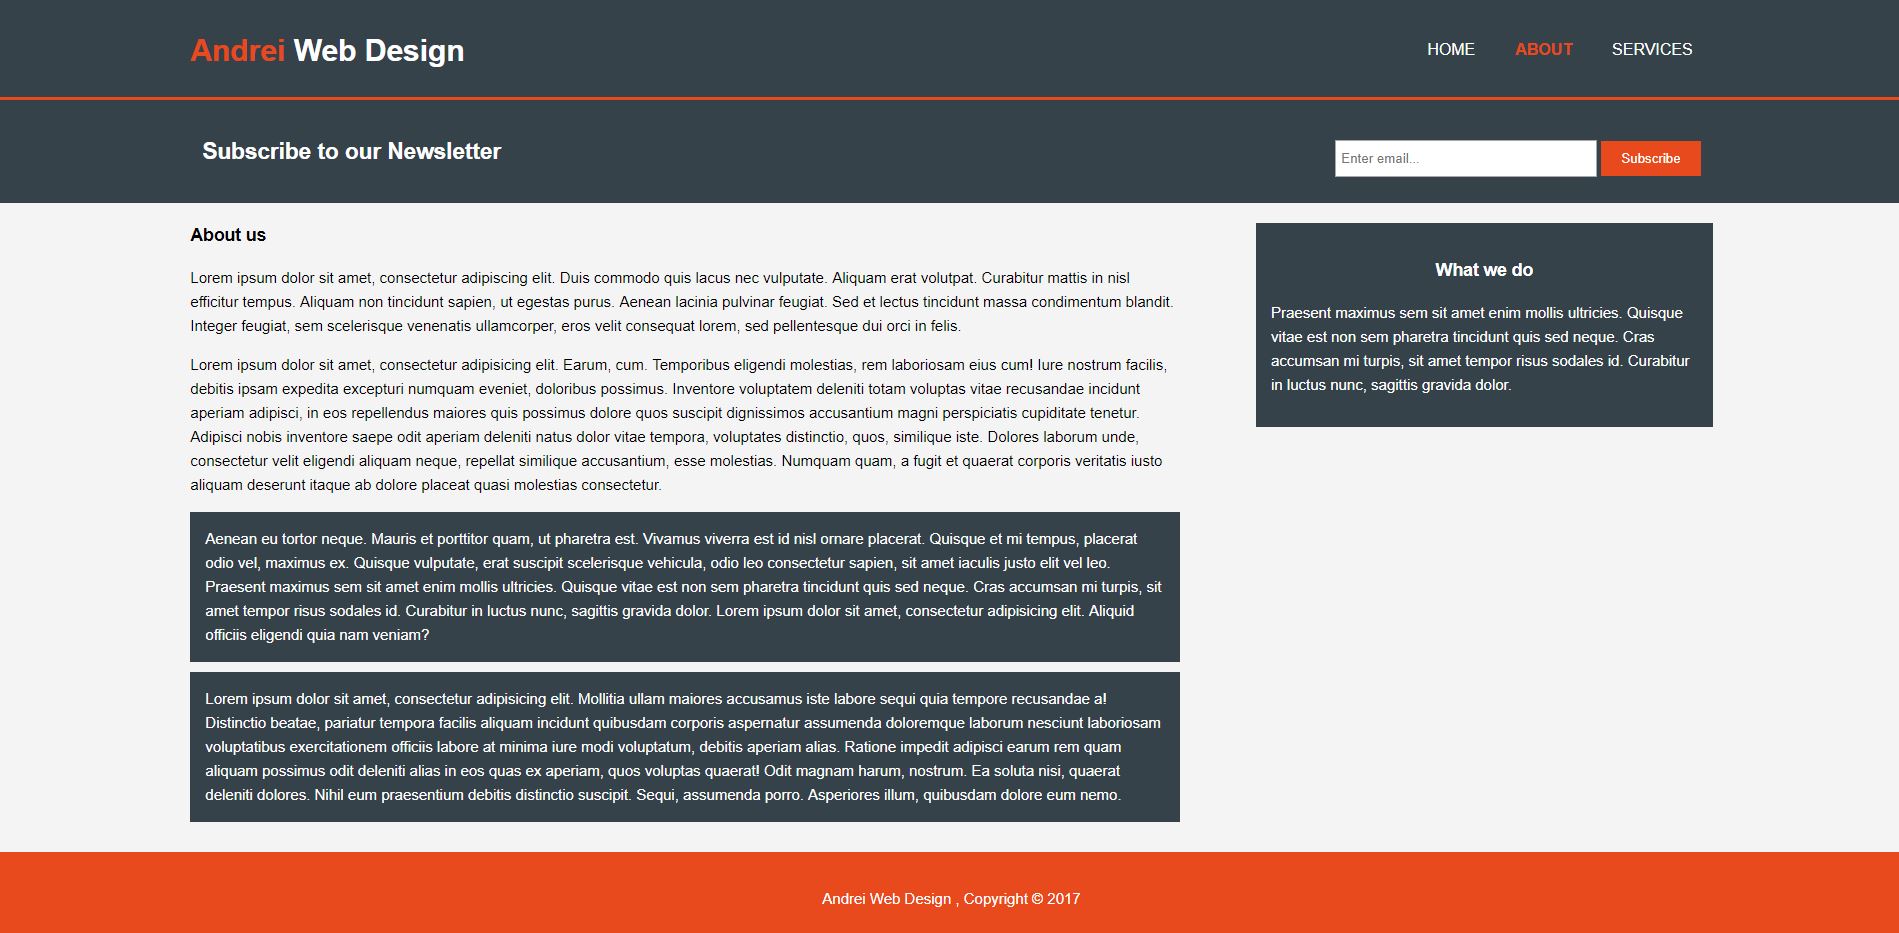 Andrei Web Design
HOME ABOUT SERVICES
Subscribe to our Newsletter
Enter email... Subscribe
About us
Lorem ipsum dolor sit amet, consectetur adipiscing elit. Duis commodo quis lacus nec vulputate. Aliquam erat volutpat. Curabitur mattis in nisl
efficitur tempus. Aliquam non tincidunt sapien, ut egestas purus. Aenean lacinia pulvinar feugiat. Sed et lectus tincidunt massa condimentum blandit.
Integer feugiat, sem scelerisque venenatis ullamcorper, eros velit consequat lorem, sed pellentesque dui orci in felis.
Lorem ipsum dolor sit amet, consectetur adipisicing elit. Earum, cum. Temporibus eligendi molestias, rem laboriosam eius cum! Iure nostrum facilis,
debitis ipsam expedita excepturi numquam eveniet, doloribus possimus. Inventore voluptatem deleniti totam voluptas vitae recusandae incidunt
aperiam adipisci, in eos repellendus maiores quis possimus dolore quos suscipit dignissimos accusantium magni perspiciatis cupiditate tenetur.
Adipisci nobis inventore saepe odit aperiam deleniti natus dolor vitae tempora, voluptates distinctio, quos, similique iste. Dolores laborum unde,
consectetur velit eligendi aliquam neque, repellat similique accusantium, esse molestias. Numquam quam, a fugit et quaerat corporis veritatis iusto
aliquam deserunt itaque ab dolore placeat quasi molestias consectetur.
Aenean eu tortor neque. Mauris et porttitor quam, ut pharetra est. Vivamus viverra est id nisl ornare placerat. Quisque et mi tempus, placerat
odio vel, maximus ex. Quisque vulputate, erat suscipit scelerisque vehicula, odio leo consectetur sapien, sit amet iaculis justo elit vel leo.
Praesent maximus sem sit amet enim mollis ultricies. Quisque vitae est non sem pharetra tincidunt quis sed neque. Cras accumsan mi turpis, sit
amet tempor risus sodales id. Curabitur in luctus nunc, sagittis gravida dolor. Lorem ipsum dolor sit amet, consectetur adipisicing elit. Aliquid
officiis eligendi quia nam veniam?
Lorem ipsum dolor sit amet, consectetur adipisicing elit. Mollitia ullam maiores accusamus iste labore sequi quia tempore recusandae a!
Distinctio beatae, pariatur tempora facilis aliquam incidunt quibusdam corporis aspernatur assumenda doloremque laborum nesciunt laboriosam
voluptatibus exercitationem officiis labore at minima iure modi voluptatum, debitis aperiam alias. Ratione impedit adipisci earum rem quam
aliquam possimus odit deleniti alias in eos quas ex aperiam, quos voluptas quaerat! Odit magnam harum, nostrum. Ea soluta nisi, quaerat
deleniti dolores. Nihil eum praesentium debitis distinctio suscipit. Sequi, assumenda porro. Asperiores illum, quibusdam dolore eum nemo.
What we do
Praesent maximus sem sit amet enim mollis ultricies. Quisque
vitae est non sem pharetra tincidunt quis sed neque. Cras
accumsan mi turpis, sit amet tempor risus sodales id. Curabitur
in luctus nunc, sagittis gravida dolor.
Andrei Web Design , Copyright © 2017